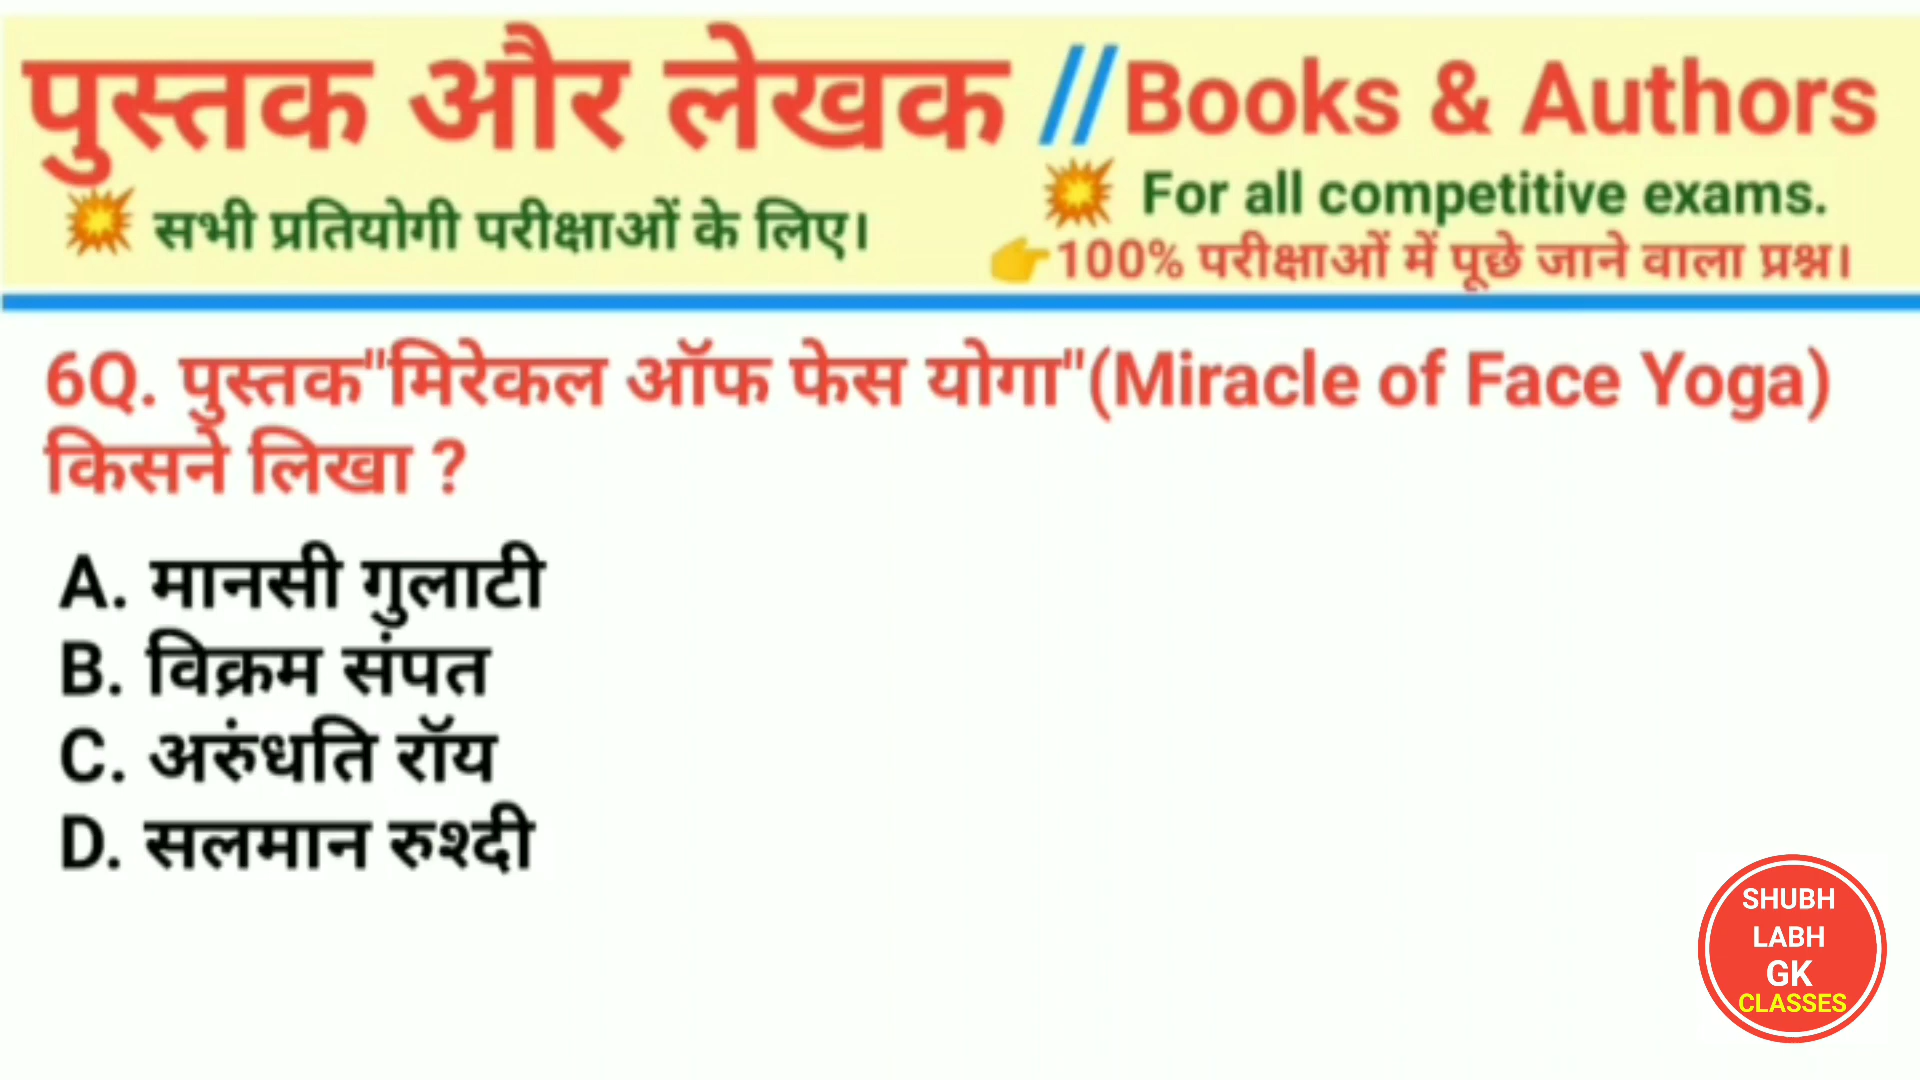 पुस्तक और लेखक //Books & Authors
सभी प्रतियोगी परीक्षाओं के लिए।
For all competitive exams.
100% परीक्षाओं में पूछे जाने वाला प्रश्न।
6Q. पुस्तक"मिरेकल ऑफ फेस योगा"(Miracle of Face Yoga)
किसने लिखा ?
A. मानसी गुलाटी
B. विक्रम संपत
C. अरुंधति रॉय
D. सलमान रुश्दी
SHUBH
LABH
GK
CLASSES